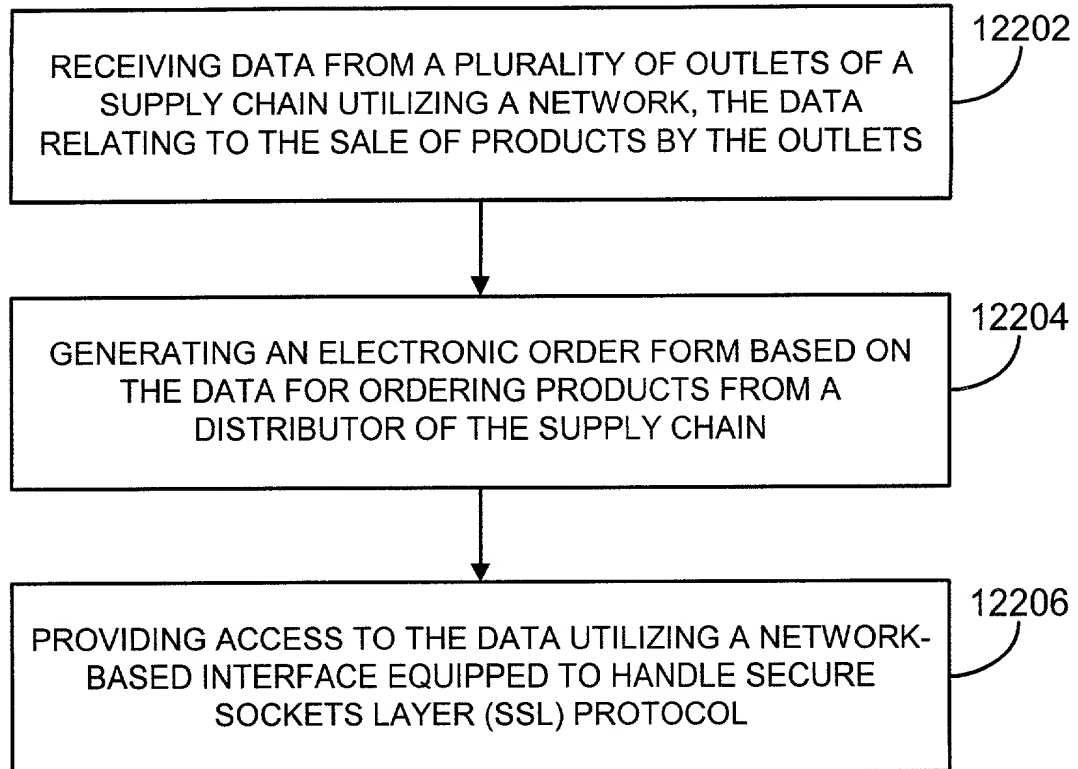 12202
RECEIVING DATA FROM A PLURALITY OF OUTLETS OF A
SUPPLY CHAIN UTILIZING A NETWORK, THE DATA
RELATING TO THE SALE OF PRODUCTS BY THE OUTLETS
12204
GENERATING AN ELECTRONIC ORDER FORM BASED ON
THE DATA FOR ORDERING PRODUCTS FROM A
DISTRIBUTOR OF THE SUPPLY CHAIN
12206
PROVIDING ACCESS TO THE DATA UTILIZING A NETWORK-
BASED INTERFACE EQUIPPED TO HANDLE SECURE
SOCKETS LAYER (SSL) PROTOCOL